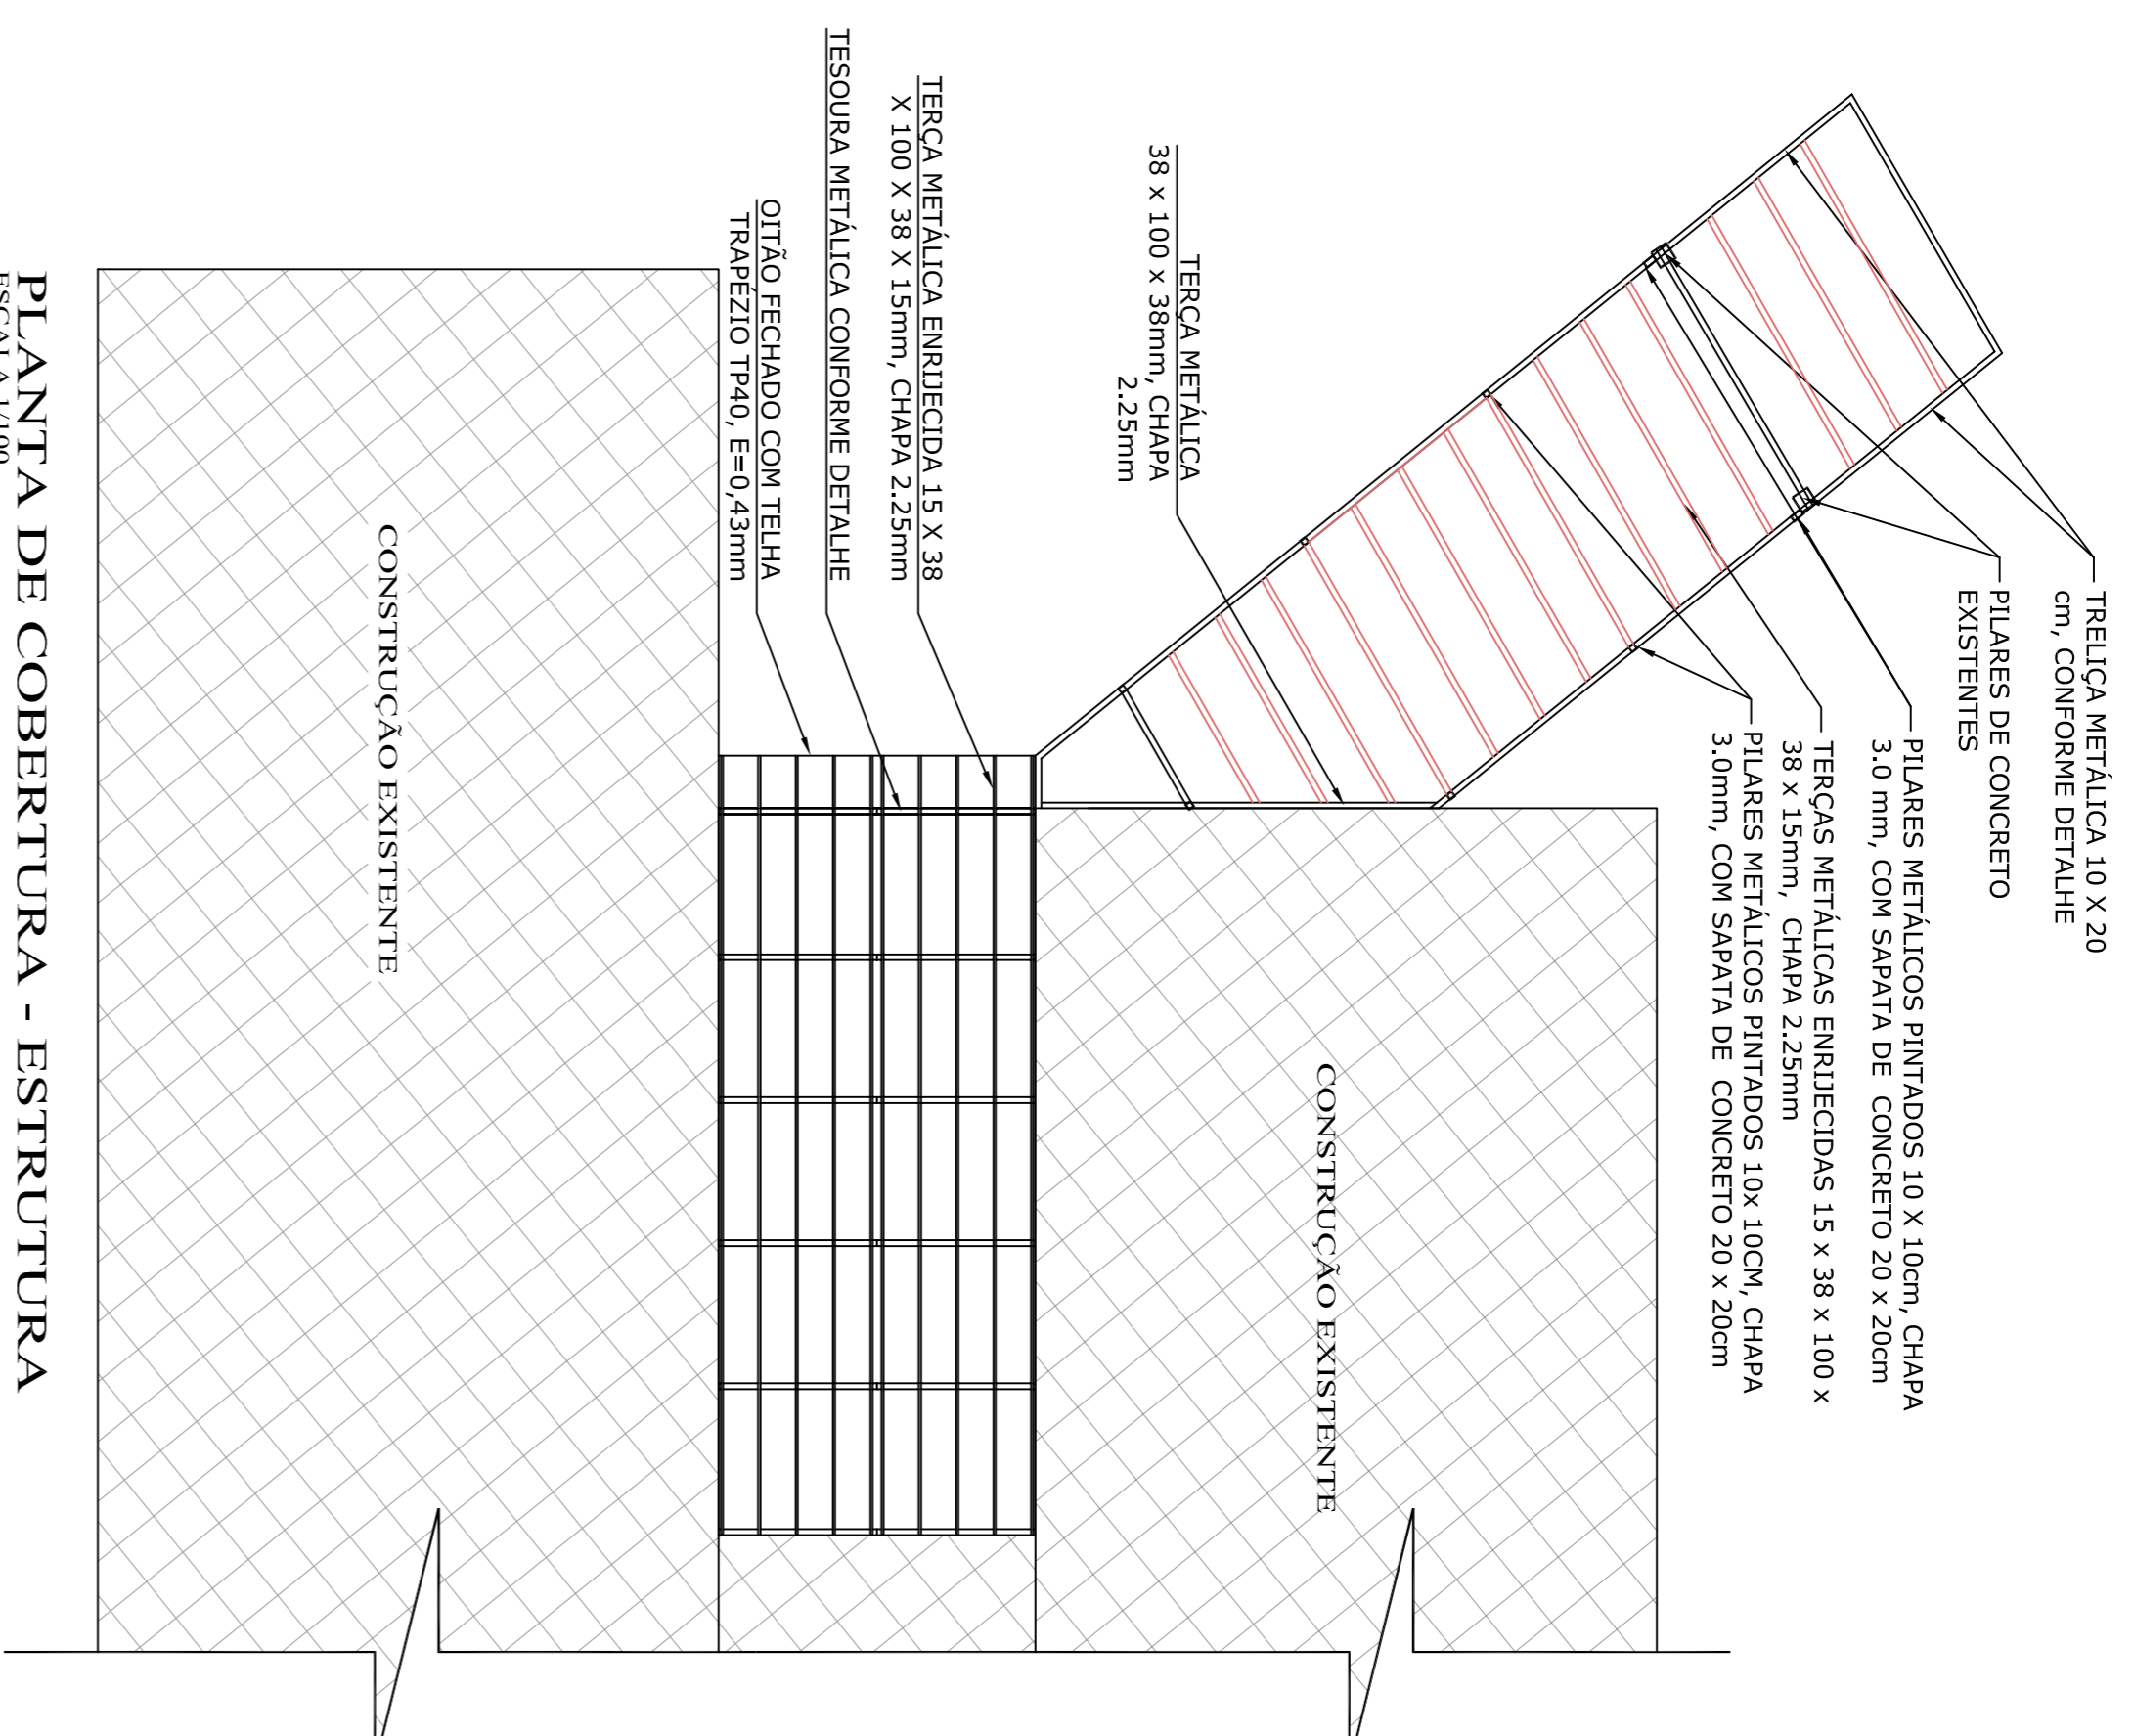 TRELIÇA METÁLICA 10 X 20
cm, CONFORME DETALHE
PILARES DE CONCRETO
EXISTENTES
PILARES METÁLICOS PINTADOS 10 X 10cm, CHAPA
3.0 mm, COM SAPATA DE CONCRETO 20 x 20cm
TERÇAS METÁLICAS ENRIJECIDAS 15 x 38 x 100 x
38 x 15mm, CHAPA 2.25mm
PILARES METÁLICOS PINTADOS 10x 10CM, CHAPA
3.0mm, COM SAPATA DE CONCRETO 20 x 20cm
TERÇA METÁLICA
38 x 100 x 38mm, CHAPA
2.25mm
TERÇA METÁLICA ENRIJECIDA 15 X 38
X 100 X 38 X 15mm, CHAPA 2.25mm
TESOURA METÁLICA CONFORME DETALHE
OITÃO FECHADO COM TELHA
TRAPÉZIO TP40, E=0,43mm
CONSTRUÇÃO EXISTENTE
CONSTRUÇÃO EXISTENTE
PLANTA DE COBERTURA - ESTRUTURA
ESCALA 1/100